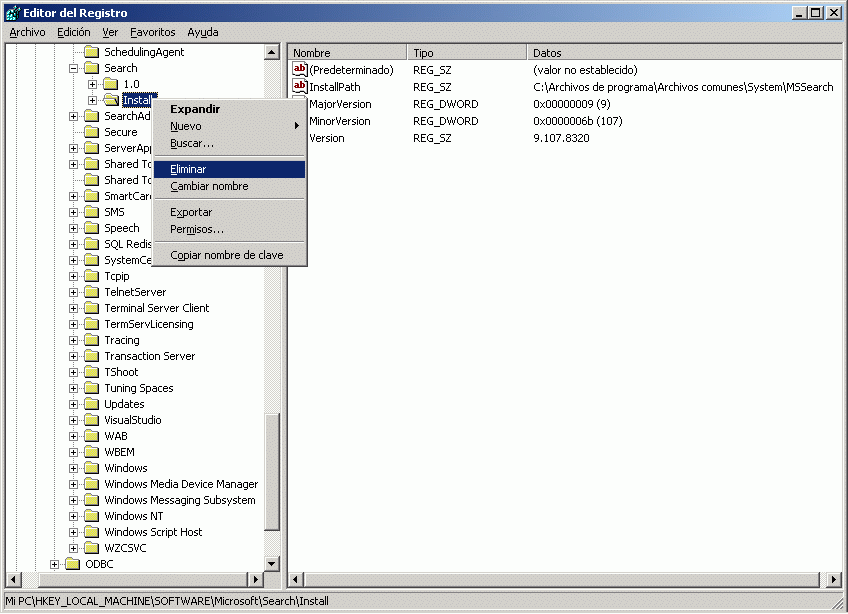 Editor del Registro
Archivo Edición Ver Favoritos Ayuda
SchedulingAgent
Search
1.0
Install
SearchAd
Secure
ServerApp
Shared To
Shared To
SmartCard
SMS
Speech
SQL Redis
SystemCe
Tcpip
TelnetServer
Terminal Server Client
TermServLicensing
Tracing
Transaction Server
TShoot
Tuning Spaces
Updates
VisualStudio
WAB
WBEM
Windows
Windows Media Device Manager
Windows Messaging Subsystem
Windows NT
Windows Script Host
WZCSVC
ODBC
Expandir
Nuevo
Buscar...
Eliminar
Cambiar nombre
Exportar
Permisos...
Copiar nombre de clave
Nombre Tipo Datos
ab (Predeterminado) REG_SZ (valor no establecido)
ab InstallPath REG_SZ C:\Archivos de programa\Archivos comunes\System\MSSearch
MajorVersion REG_DWORD 0x00000009 (9)
MinorVersion REG_DWORD 0x0000006b (107)
Version REG_SZ 9.107.8320
Mi PC\HKEY_LOCAL_MACHINE\SOFTWARE\Microsoft\Search\Install